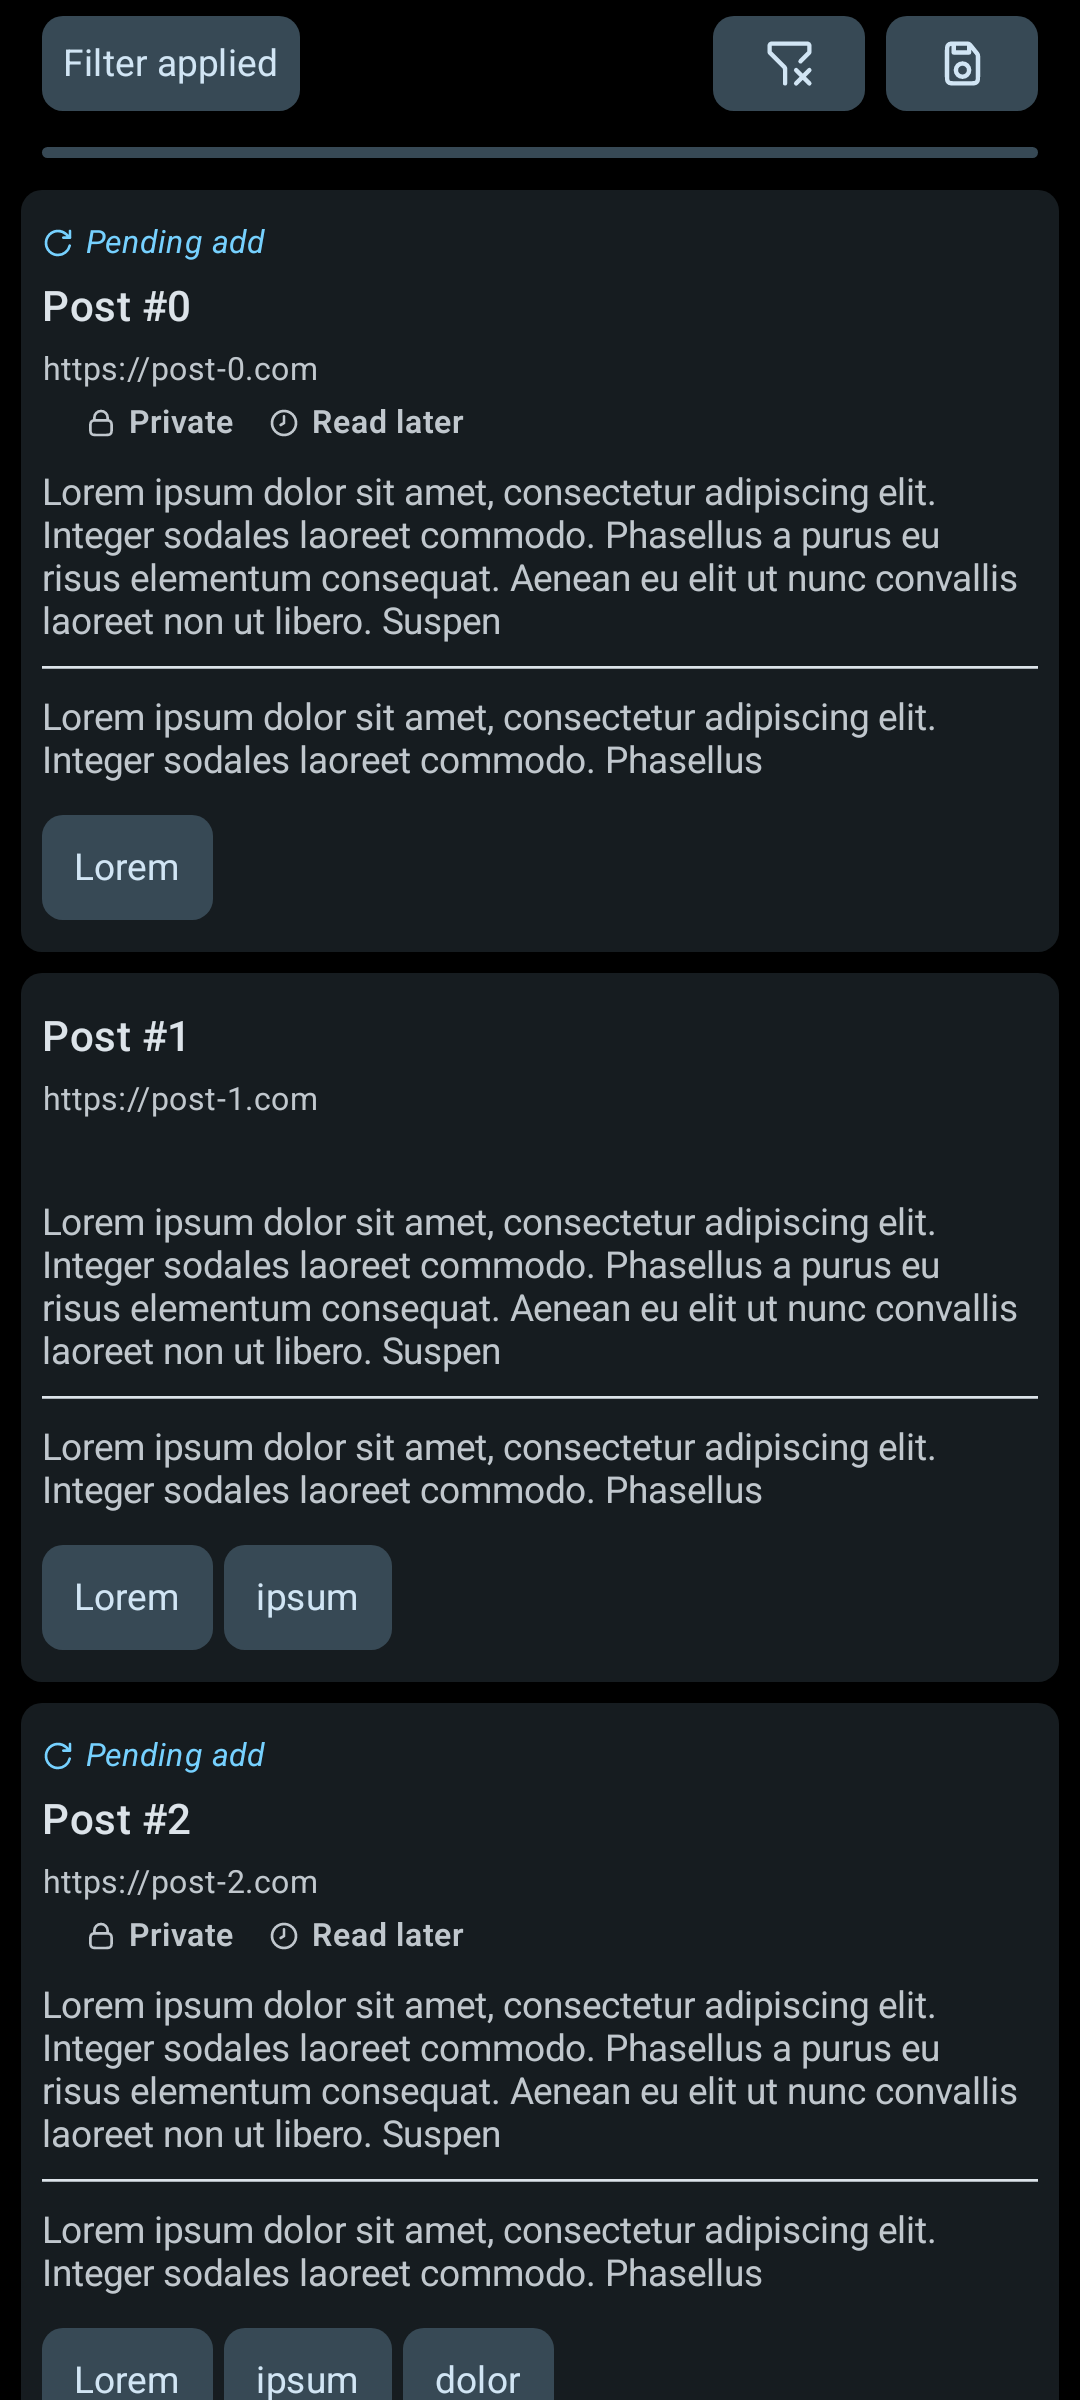 Filter applied
Pending add
Post #0
https://post-0.com
Private Read later
Lorem ipsum dolor sit amet, consectetur adipiscing elit.
Integer sodales laoreet commodo. Phasellus a purus eu
risus elementum consequat. Aenean eu elit ut nunc convallis
laoreet non ut libero. Suspen
Lorem ipsum dolor sit amet, consectetur adipiscing elit.
Integer sodales laoreet commodo. Phasellus
Lorem
Post #1
https://post-1.com
Lorem ipsum dolor sit amet, consectetur adipiscing elit.
Integer sodales laoreet commodo. Phasellus a purus eu
risus elementum consequat. Aenean eu elit ut nunc convallis
laoreet non ut libero. Suspen
Lorem ipsum dolor sit amet, consectetur adipiscing elit.
Integer sodales laoreet commodo. Phasellus
Lorem ipsum
Pending add
Post #2
https://post-2.com
Private Read later
Lorem ipsum dolor sit amet, consectetur adipiscing elit.
Integer sodales laoreet commodo. Phasellus a purus eu
risus elementum consequat. Aenean eu elit ut nunc convallis
laoreet non ut libero. Suspen
Lorem ipsum dolor sit amet, consectetur adipiscing elit.
Integer sodales laoreet commodo. Phasellus
Lorem ipsum dolor